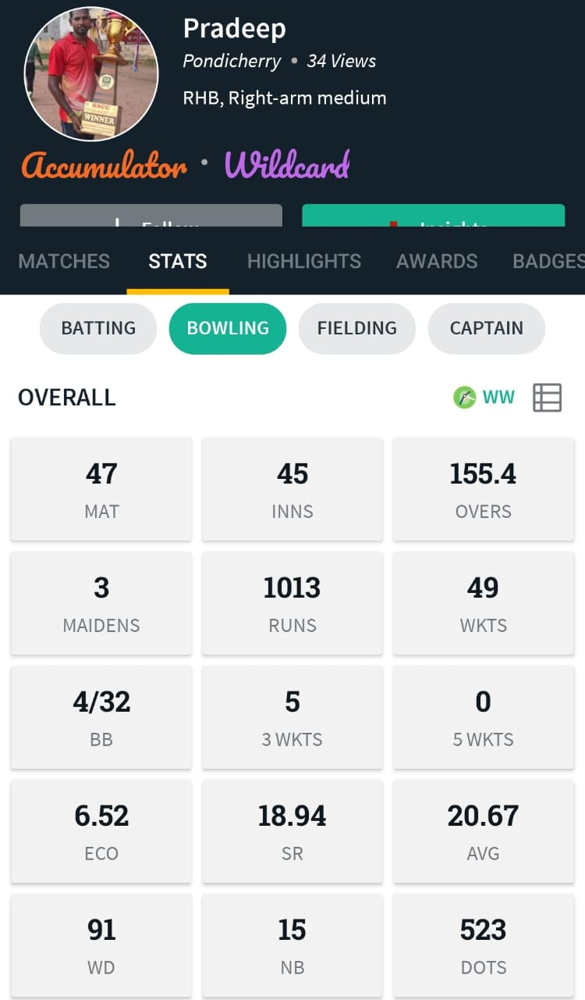 Pradeep
Pondicherry • 34 Views
RHB, Right-arm medium
RSCC
WINNER
Accumulator • Wildcard
Follow Insights
MATCHES STATS HIGHLIGHTS AWARDS BADGES
BATTING BOWLING FIELDING CAPTAIN
OVERALL WW
47 45 155.4
MAT INNS OVERS
3 1013 49
MAIDENS RUNS WKTS
4/32 5 0
BB 3 WKTS 5 WKTS
6.52 18.94 20.67
ECO SR AVG
91 15 523
WD NB DOTS